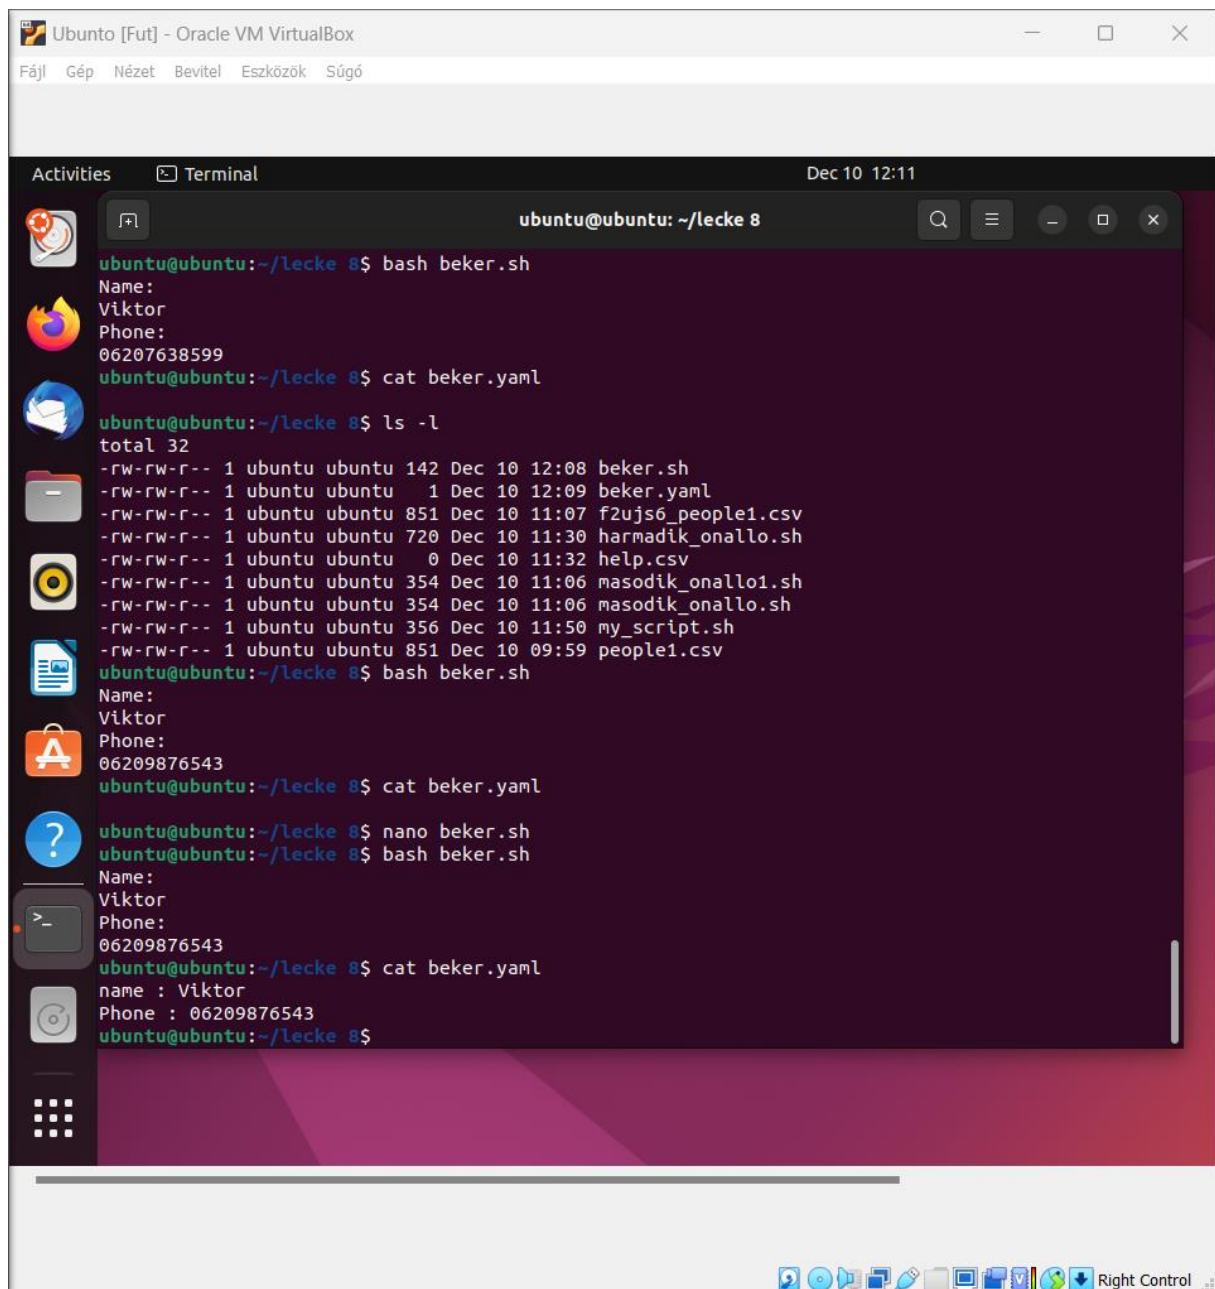 Ubunto [Fut] - Oracle VM VirtualBox
Fájl Gép Nézet Bevitel Eszközök Súgó
Activities Terminal Dec 10 12:11
ubuntu@ubuntu: ~/lecke 8
ubuntu@ubuntu:~/lecke 8$ bash beker.sh
Name:
Viktor
Phone:
06207638599
ubuntu@ubuntu:~/lecke 8$ cat beker.yaml
ubuntu@ubuntu:~/lecke 8$ ls -l
total 32
-rw-rw-r-- 1 ubuntu ubuntu 142 Dec 10 12:08 beker.sh
-rw-rw-r-- 1 ubuntu ubuntu   1 Dec 10 12:09 beker.yaml
-rw-rw-r-- 1 ubuntu ubuntu 851 Dec 10 11:07 f2ujs6_people1.csv
-rw-rw-r-- 1 ubuntu ubuntu 720 Dec 10 11:30 harmadik_onallo.sh
-rw-rw-r-- 1 ubuntu ubuntu   0 Dec 10 11:32 help.csv
-rw-rw-r-- 1 ubuntu ubuntu 354 Dec 10 11:06 masodik_onallo1.sh
-rw-rw-r-- 1 ubuntu ubuntu 354 Dec 10 11:06 masodik_onallo.sh
-rw-rw-r-- 1 ubuntu ubuntu 356 Dec 10 11:50 my_script.sh
-rw-rw-r-- 1 ubuntu ubuntu 851 Dec 10 09:59 people1.csv
ubuntu@ubuntu:~/lecke 8$ bash beker.sh
Name:
Viktor
Phone:
06209876543
ubuntu@ubuntu:~/lecke 8$ cat beker.yaml
ubuntu@ubuntu:~/lecke 8$ nano beker.sh
ubuntu@ubuntu:~/lecke 8$ bash beker.sh
Name:
Viktor
Phone:
06209876543
ubuntu@ubuntu:~/lecke 8$ cat beker.yaml
name : Viktor
Phone : 06209876543
ubuntu@ubuntu:~/lecke 8$
Right Control